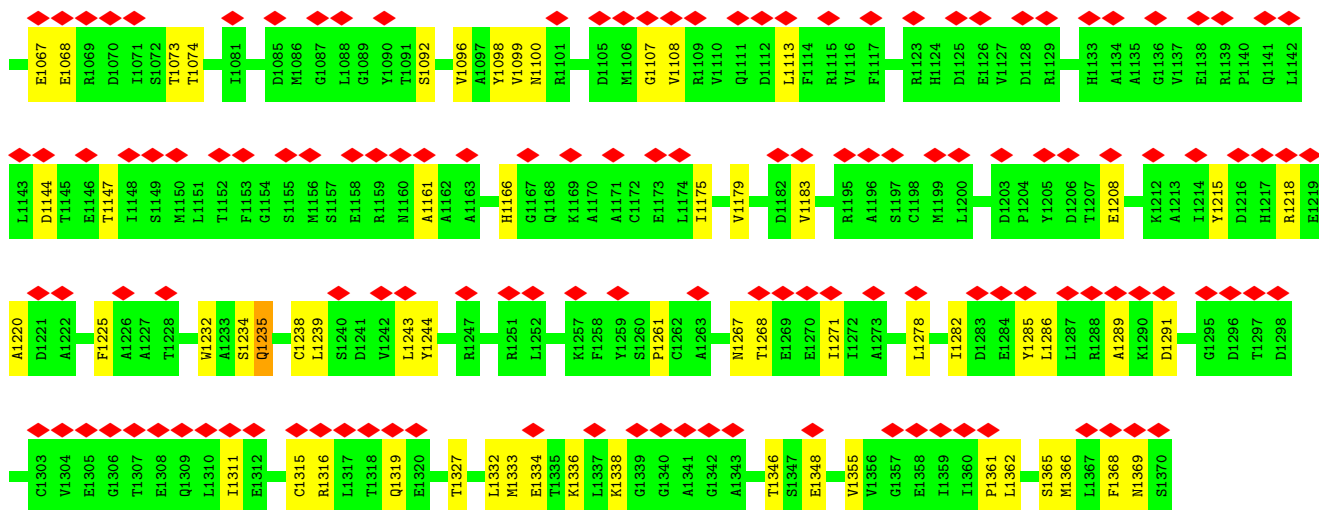 E1067 E1068 R1069 D1070 I1071 S1072 T1073 T1074 I1081 D1085 M1086 G1087 L1088 G1089 Y1090 T1091 S1092 V1096 A1097 Y1098 V1099 N1100 R1101 D1105 M1106 G1107 V1108 R1109 V1110 Q1111 D1112 L1113 F1114 R1115 V1116 F1117 R1123 H1124 D1125 E1126 V1127 D1128 R1129 H1133 A1134 A1135 G1136 V1137 E1138 R1139 P1140 Q1141 L1142
L1143 D1144 T1145 E1146 T1147 I1148 S1149 M1150 L1151 T1152 F1153 G1154 S1155 M1156 S1157 E1158 R1159 N1160 A1161 A1162 A1163 H1166 G1167 Q1168 K1169 A1170 A1171 C1172 E1173 L1174 I1175 V1179 D1182 V1183 R1195 A1196 S1197 C1198 M1199 L1200 D1203 P1204 Y1205 D1206 T1207 E1208 K1212 A1213 I1214 Y1215 D1216 H1217 R1218 E1219
A1220 D1221 A1222 F1225 A1226 A1227 T1228 W1232 A1233 S1234 Q1235 C1238 L1239 S1240 D1241 V1242 L1243 Y1244 R1247 R1251 L1252 K1257 F1258 Y1259 S1260 P1261 C1262 A1263 N1267 T1268 E1269 E1270 I1271 I1272 A1273 L1278 I1282 D1283 E1284 Y1285 L1286 L1287 R1288 A1289 K1290 D1291 G1295 D1296 T1297 D1298
C1303 V1304 E1305 G1306 T1307 E1308 Q1309 L1310 I1311 E1312 C1315 R1316 L1317 T1318 Q1319 E1320 T1327 L1332 M1333 E1334 T1335 K1336 L1337 K1338 G1339 G1340 A1341 G1342 A1343 T1346 S1347 E1348 V1355 V1356 G1357 E1358 I1359 I1360 P1361 L1362 S1365 M1366 L1367 F1368 N1369 S1370